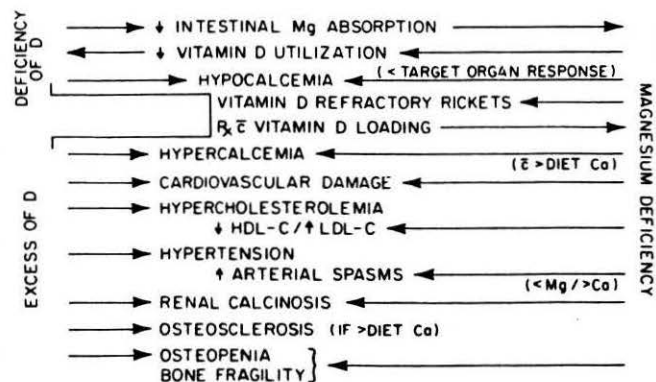 DEFICIENCY
OF D
↓ INTESTINAL Mg ABSORPTION
↓ VITAMIN D UTILIZATION
HYPOCALCEMIA
(< TARGET ORGAN RESPONSE)
VITAMIN D REFRACTORY RICKETS
℞ c̄ VITAMIN D LOADING
EXCESS OF D
HYPERCALCEMIA
(c̄ >DIET Ca)
CARDIOVASCULAR DAMAGE
HYPERCHOLESTEROLEMIA
↓ HDL-C/↑ LDL-C
HYPERTENSION
↑ ARTERIAL SPASMS
(<Mg/>Ca)
RENAL CALCINOSIS
OSTEOSCLEROSIS (IF >DIET Ca)
OSTEOPENIA
BONE FRAGILITY}
MAGNESIUM DEFICIENCY